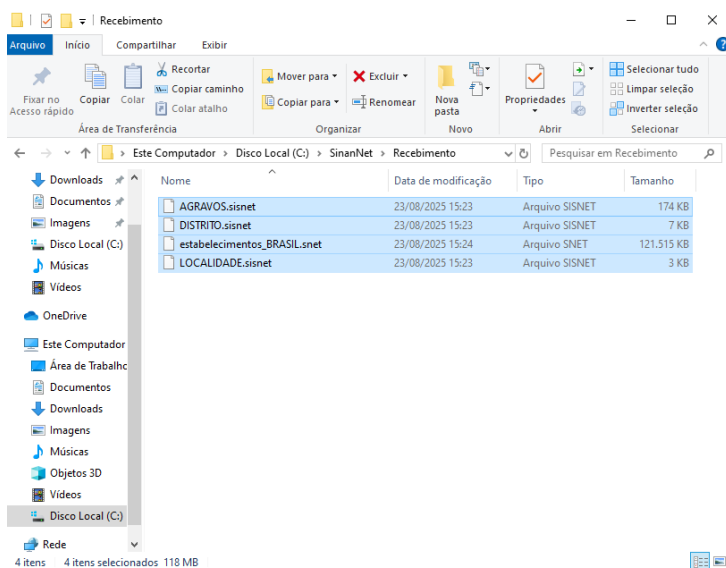 Recebimento
Arquivo Início Compartilhar Exibir
Fixar no Acesso rápido
Copiar
Colar
Recortar
Copiar caminho
Colar atalho
Área de Transferência
Mover para
Copiar para
Excluir
Renomear
Organizar
Nova pasta
Novo
Propriedades
Abrir
Selecionar tudo
Limpar seleção
Inverter seleção
Selecionar
Este Computador > Disco Local (C:) > SinanNet > Recebimento
Pesquisar em Recebimento
Downloads
Documentos
Imagens
Disco Local (C:)
Músicas
Vídeos
OneDrive
Este Computador
Área de Trabalho
Documentos
Downloads
Imagens
Músicas
Objetos 3D
Vídeos
Disco Local (C:)
Rede
Nome Data de modificação Tipo Tamanho
AGRAVOS.sisnet 23/08/2025 15:23 Arquivo SISNET 174 KB
DISTRITO.sisnet 23/08/2025 15:23 Arquivo SISNET 7 KB
estabelecimentos_BRASIL.snet 23/08/2025 15:24 Arquivo SNET 121.515 KB
LOCALIDADE.sisnet 23/08/2025 15:23 Arquivo SISNET 3 KB
4 itens 4 itens selecionados 118 MB